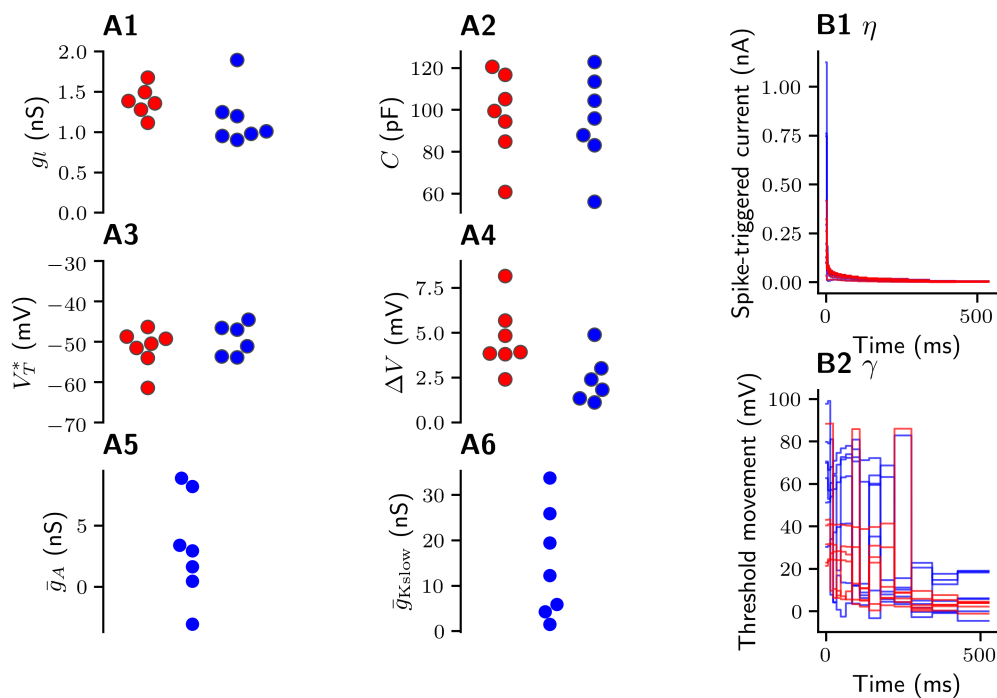 A1
2.0
1.5
1.0
0.5
0.0
g_l (nS)
A2
120
100
80
60
C (pF)
A3
−30
−40
−50
−60
−70
V_T^* (mV)
A4
7.5
5.0
2.5
0.0
ΔV (mV)
A5
5
0
ḡ_A (nS)
A6
30
20
10
0
ḡ_Kslow (nS)
B1 η
1.00
0.75
0.50
0.25
0.00
Spike-triggered current (nA)
0
500
Time (ms)
B2 γ
100
80
60
40
20
0
Threshold movement (mV)
0
500
Time (ms)